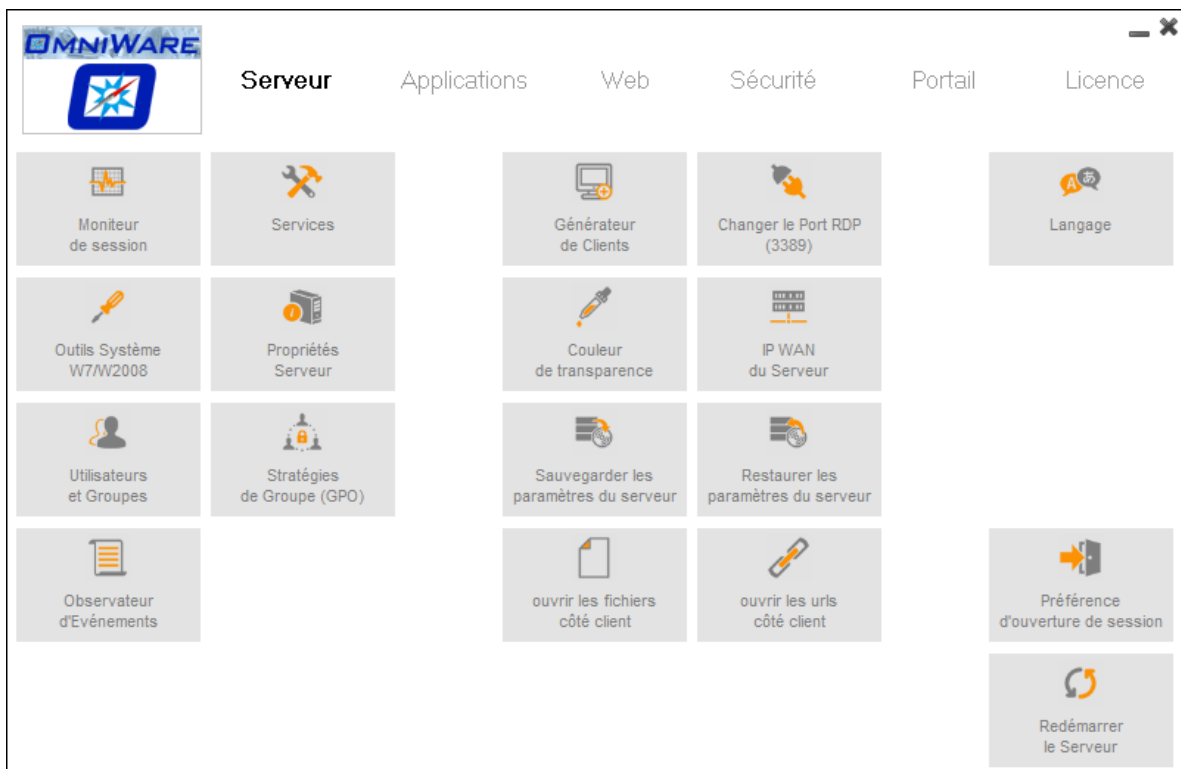 OMNIWARE
Serveur
Applications
Web
Sécurité
Portail
Licence
Moniteur
de session
Services
Générateur
de Clients
Changer le Port RDP
(3389)
A あ
Langage
Outils Système
W7/W2008
Propriétés
Serveur
Couleur
de transparence
IP WAN
du Serveur
Utilisateurs
et Groupes
Stratégies
de Groupe (GPO)
Sauvegarder les
paramètres du serveur
Restaurer les
paramètres du serveur
Observateur
d'Evénements
ouvrir les fichiers
côté client
ouvrir les urls
côté client
Préférence
d'ouverture de session
Redémarrer
le Serveur